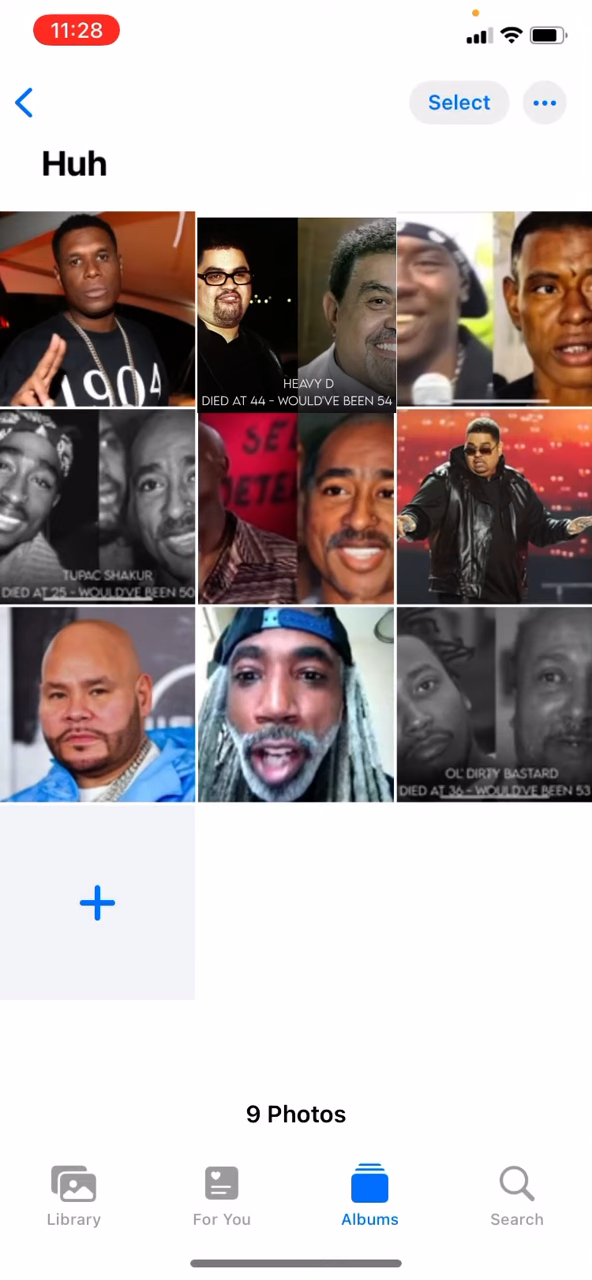 11:28
Select
Huh
1904
HEAVY D
DIED AT 44 - WOULD'VE BEEN 54
TUPAC SHAKUR
DIED AT 25 - WOULD'VE BEEN 50
SE
DETE
OL' DIRTY BASTARD
DIED AT 36 - WOULD'VE BEEN 53
9 Photos
Library
For You
Albums
Search